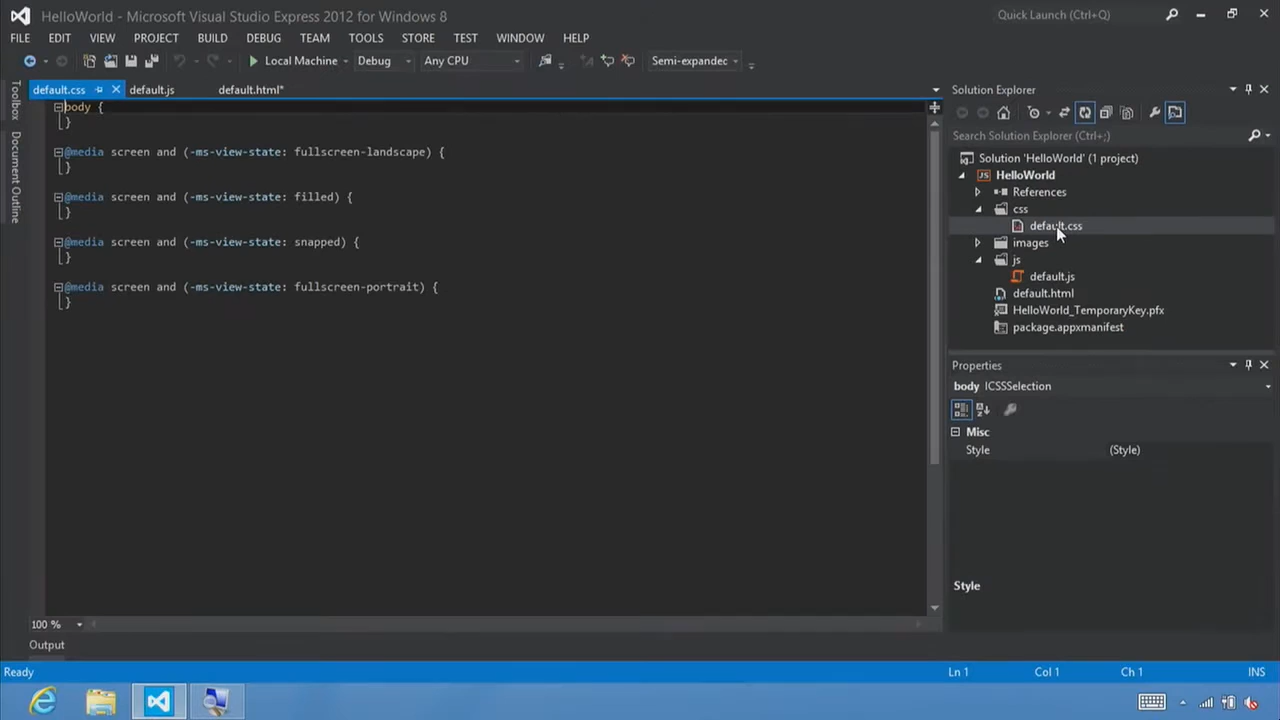 HelloWorld - Microsoft Visual Studio Express 2012 for Windows 8
Quick Launch (Ctrl+Q)
FILE EDIT VIEW PROJECT BUILD DEBUG TEAM TOOLS STORE TEST WINDOW HELP
Local Machine Debug Any CPU Semi-expandec
Toolbox
Document Outline
default.css default.js default.html*
body {
}
@media screen and (-ms-view-state: fullscreen-landscape) {
}
@media screen and (-ms-view-state: filled) {
}
@media screen and (-ms-view-state: snapped) {
}
@media screen and (-ms-view-state: fullscreen-portrait) {
}
100 %
Output
Solution Explorer
Search Solution Explorer (Ctrl+;)
Solution 'HelloWorld' (1 project)
JS HelloWorld
References
css
default.css
images
js
default.js
default.html
HelloWorld_TemporaryKey.pfx
package.appxmanifest
Properties
body ICSSSelection
Misc
Style (Style)
Style
Ready Ln 1 Col 1 Ch 1 INS